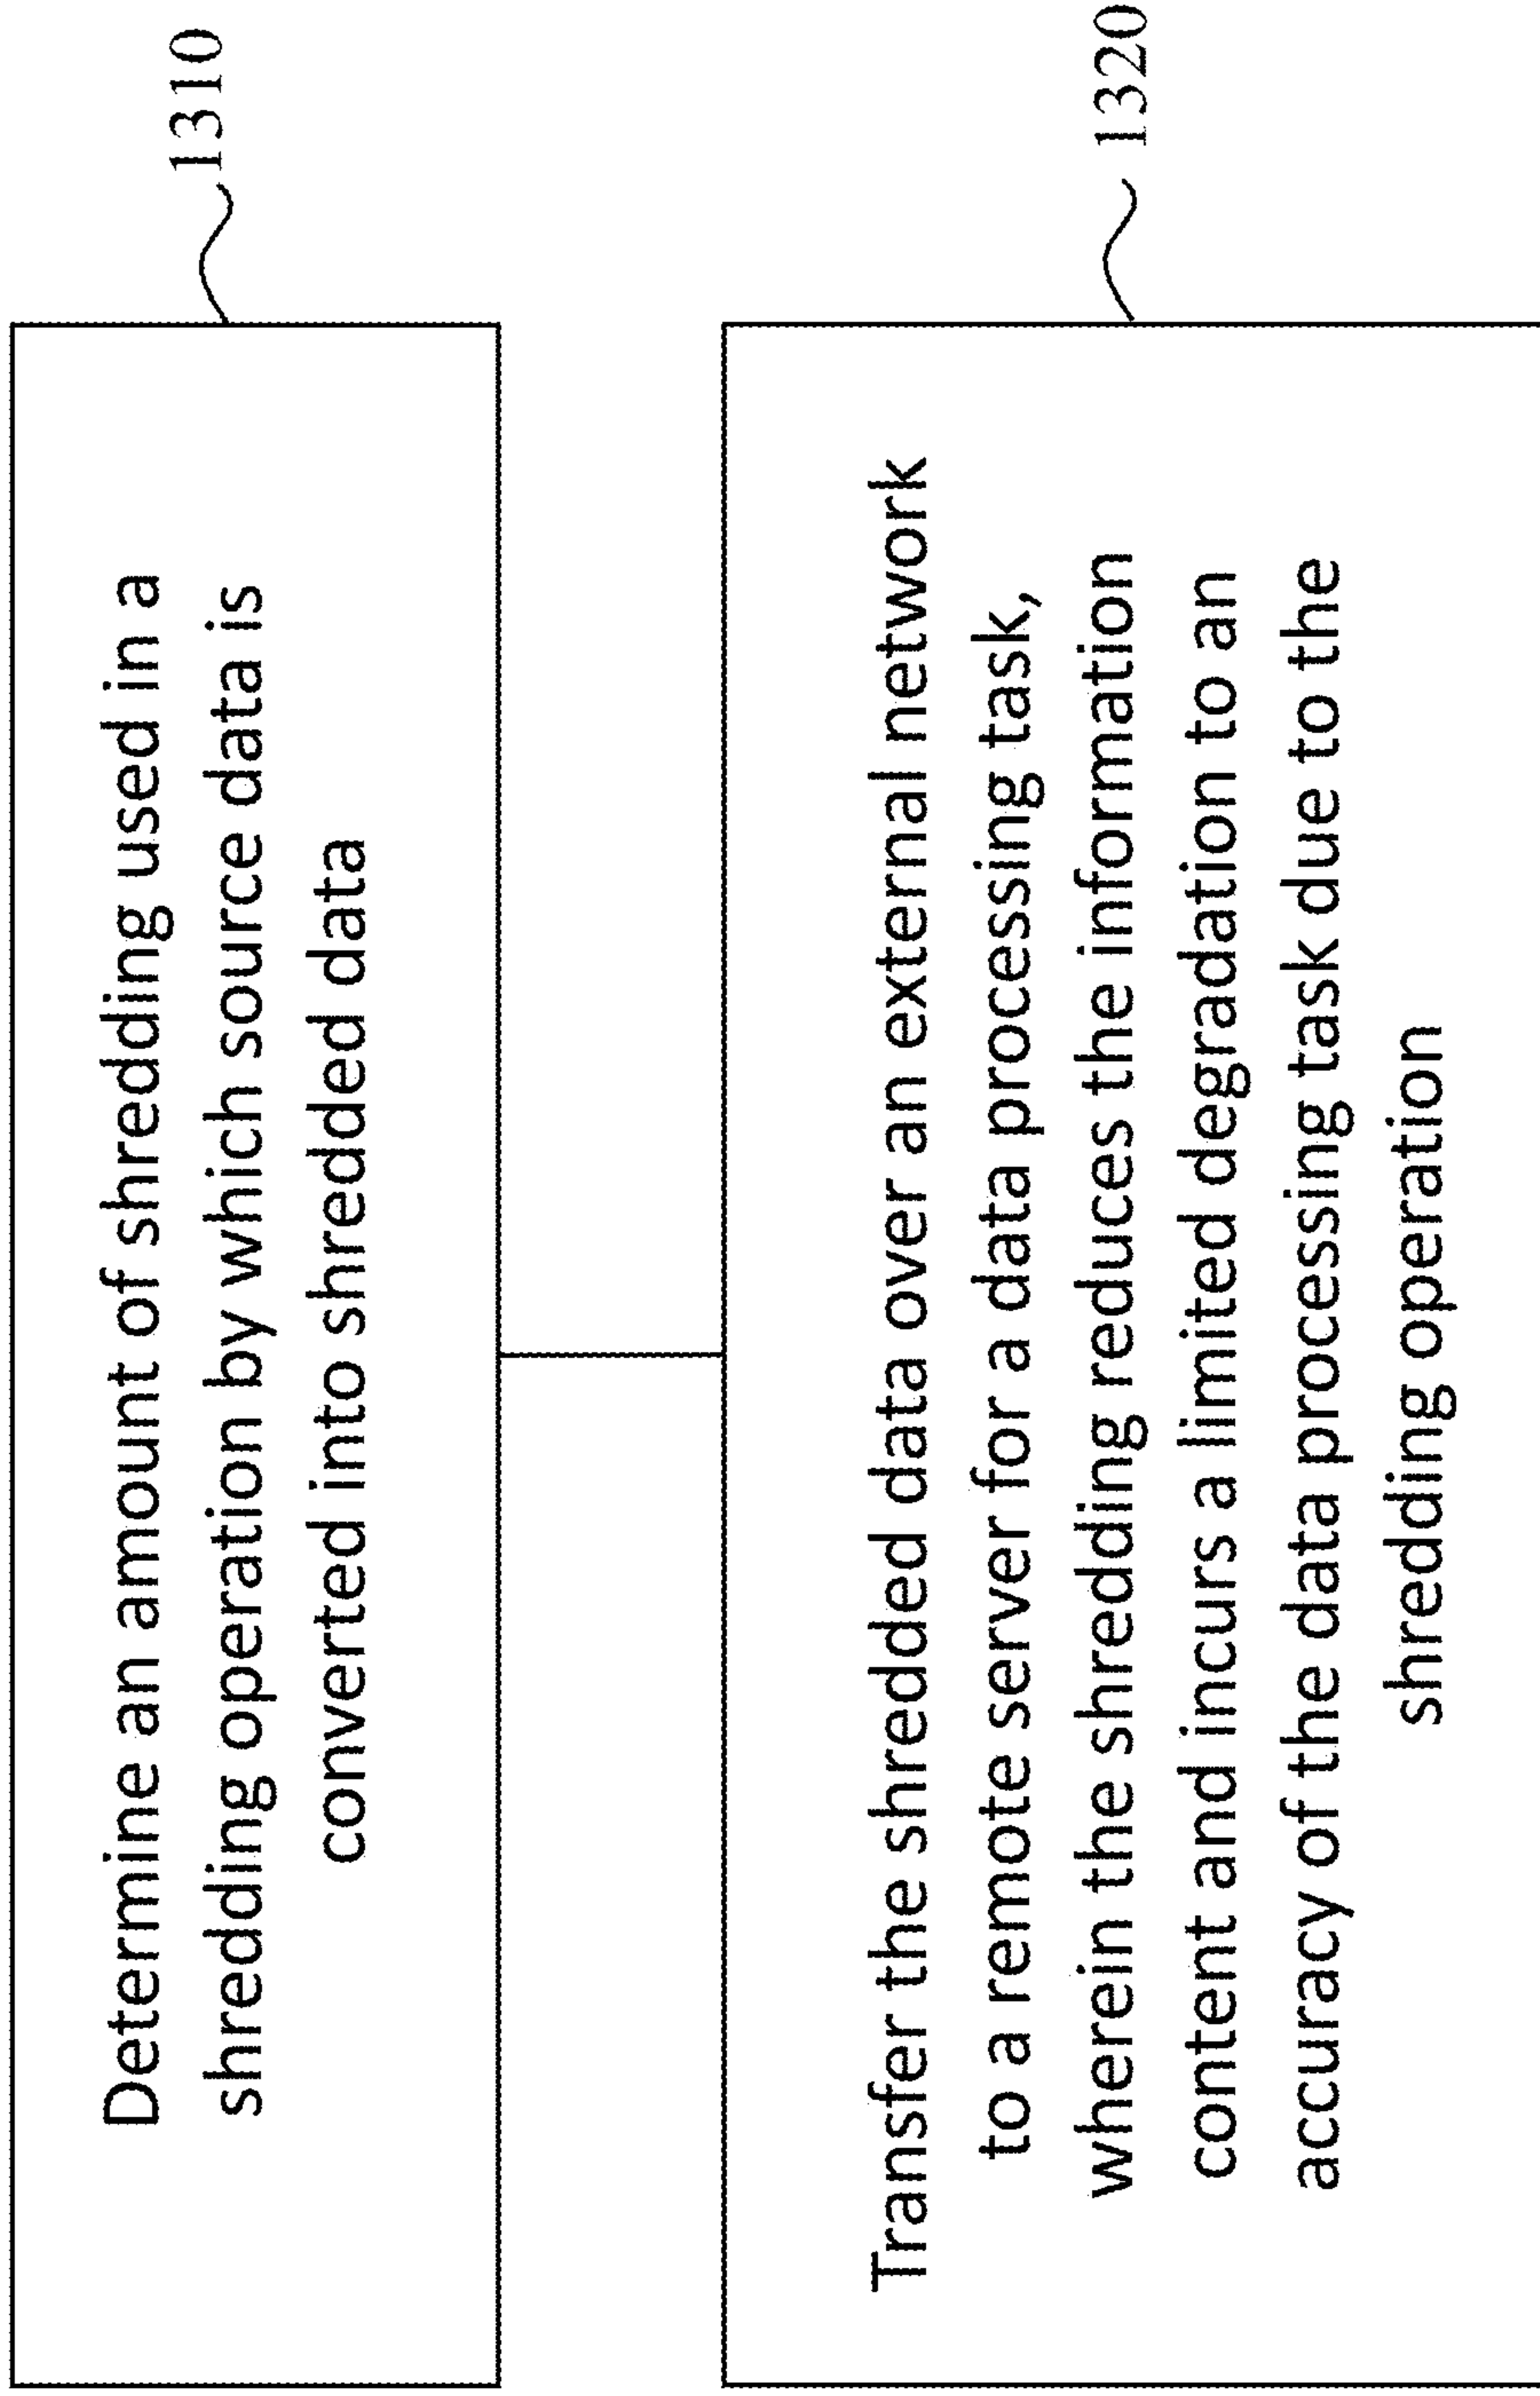 1310
Determine an amount of shredding used in a
shredding operation by which source data is
converted into shredded data
1320
Transfer the shredded data over an external network
to a remote server for a data processing task,
wherein the shredding reduces the information
content and incurs a limited degradation to an
accuracy of the data processing task due to the
shredding operation